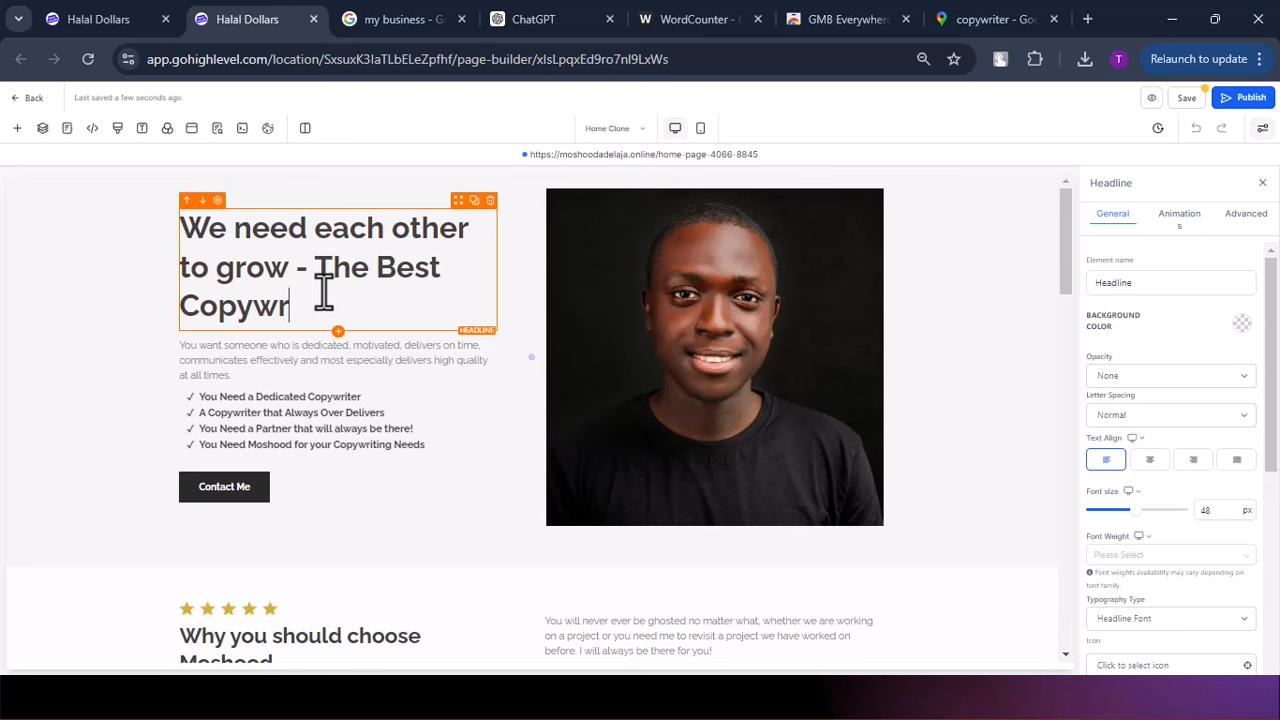 Halal Dollars
Halal Dollars
my business - Go
ChatGPT
WordCounter -
GMB Everywhere
copywriter - Goo
app.gohighlevel.com/location/SxsuxK3IaTLbELeZpfhf/page-builder/xlsLpqxEd9ro7nI9LxWs
T
Relaunch to update
Back
Last saved a few seconds ago
Save
Publish
Home Clone
https://moshoodadelaja.online/home-page-4066-8845
We need each other
to grow - The Best
Copywr
HEADLINE
You want someone who is dedicated, motivated, delivers on time,
communicates effectively and most especially delivers high quality
at all times.
✓ You Need a Dedicated Copywriter
✓ A Copywriter that Always Over Delivers
✓ You Need a Partner that will always be there!
✓ You Need Moshood for your Copywriting Needs
Contact Me
Why you should choose
Moshood
You will never ever be ghosted no matter what, whether we are working
on a project or you need me to revisit a project we have worked on
before. I will always be there for you!
Headline
General
Animation
s
Advanced
Element name
Headline
BACKGROUND
COLOR
Opacity
None
Letter Spacing
Normal
Text Align
Font size
48
px
Font Weight
Please Select
Font weights availability may vary depending on
font family.
Typography Type
Headline Font
Icon
Click to select icon